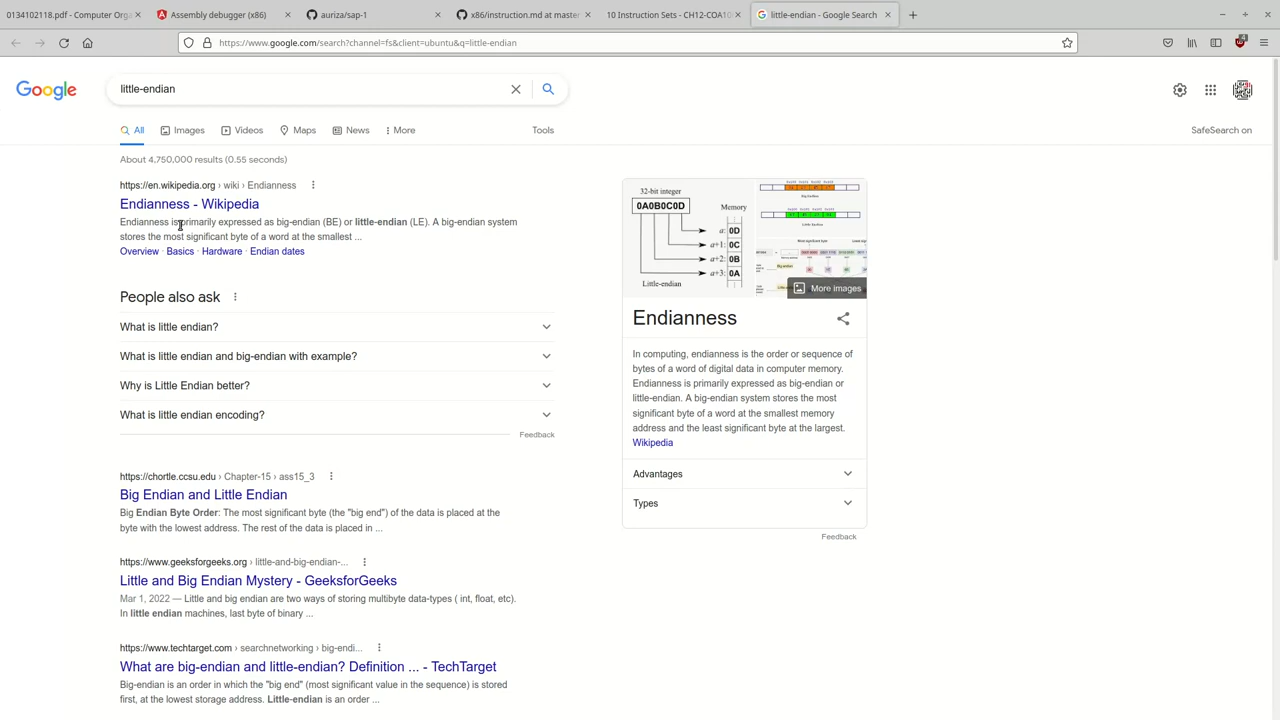 0134102118.pdf - Computer Orga
Assembly debugger (x86)
auriza/sap-1
x86/instruction.md at master
10 Instruction Sets - CH12-COA10
little-endian - Google Search
https://www.google.com/search?channel=fs&client=ubuntu&q=little-endian
Google
little-endian
All
Images
Videos
Maps
News
More
Tools
SafeSearch on
About 4,750,000 results (0.55 seconds)
https://en.wikipedia.org › wiki › Endianness
Endianness - Wikipedia
Endianness is primarily expressed as big-endian (BE) or little-endian (LE). A big-endian system
stores the most significant byte of a word at the smallest ...
Overview · Basics · Hardware · Endian dates
People also ask
What is little endian?
What is little endian and big-endian with example?
Why is Little Endian better?
What is little endian encoding?
Feedback
https://chortle.ccsu.edu › Chapter-15 › ass15_3
Big Endian and Little Endian
Big Endian Byte Order: The most significant byte (the "big end") of the data is placed at the
byte with the lowest address. The rest of the data is placed in ...
https://www.geeksforgeeks.org › little-and-big-endian-...
Little and Big Endian Mystery - GeeksforGeeks
Mar 1, 2022 — Little and big endian are two ways of storing multibyte data-types ( int, float, etc).
In little endian machines, last byte of binary ...
https://www.techtarget.com › searchnetworking › big-endi...
What are big-endian and little-endian? Definition ... - TechTarget
Big-endian is an order in which the "big end" (most significant value in the sequence) is stored
first, at the lowest storage address. Little-endian is an order ...
32-bit integer
0A0B0C0D
Memory
a: 0D
a+1: 0C
a+2: 0B
a+3: 0A
Little-endian
More images
Endianness
In computing, endianness is the order or sequence of
bytes of a word of digital data in computer memory.
Endianness is primarily expressed as big-endian or
little-endian. A big-endian system stores the most
significant byte of a word at the smallest memory
address and the least significant byte at the largest.
Wikipedia
Advantages
Types
Feedback